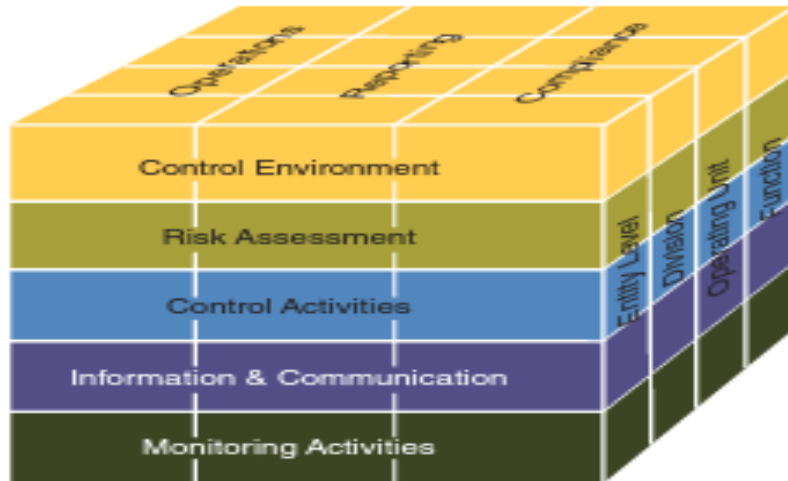 Operations
Reporting
Compliance
Control Environment
Risk Assessment
Control Activities
Information & Communication
Monitoring Activities
Entity Level
Division
Operating Unit
Function